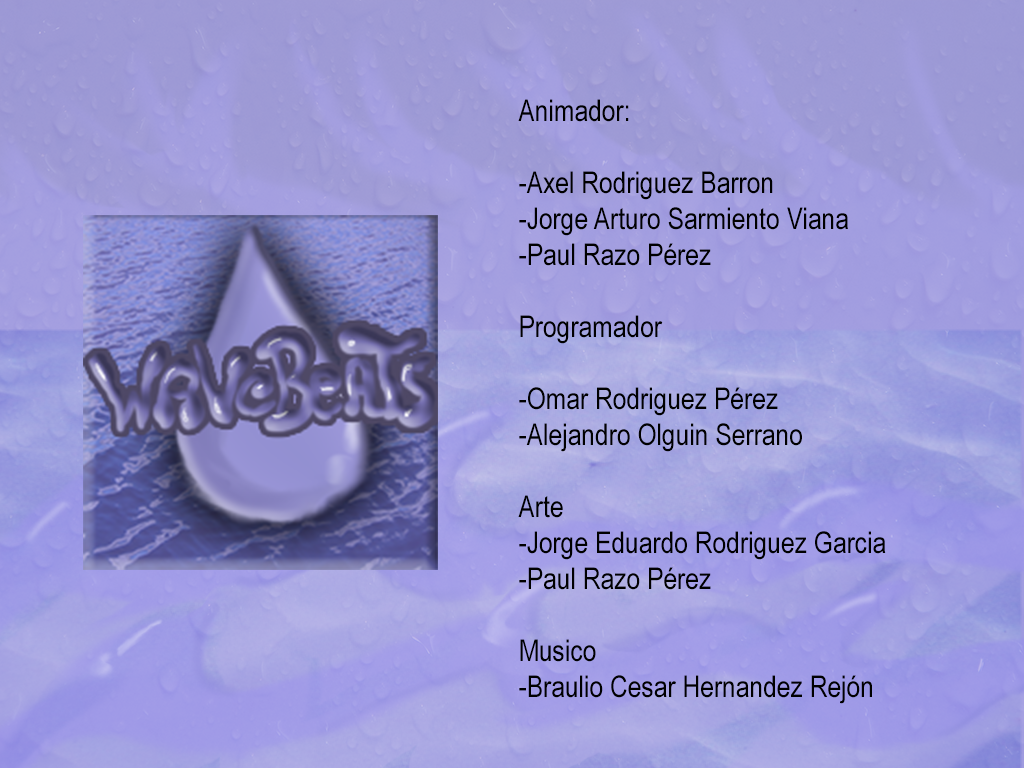 WaveBeats
Animador:
-Axel Rodriguez Barron
-Jorge Arturo Sarmiento Viana
-Paul Razo Pérez
Programador
-Omar Rodriguez Pérez
-Alejandro Olguin Serrano
Arte
-Jorge Eduardo Rodriguez Garcia
-Paul Razo Pérez
Musico
-Braulio Cesar Hernandez Rejón